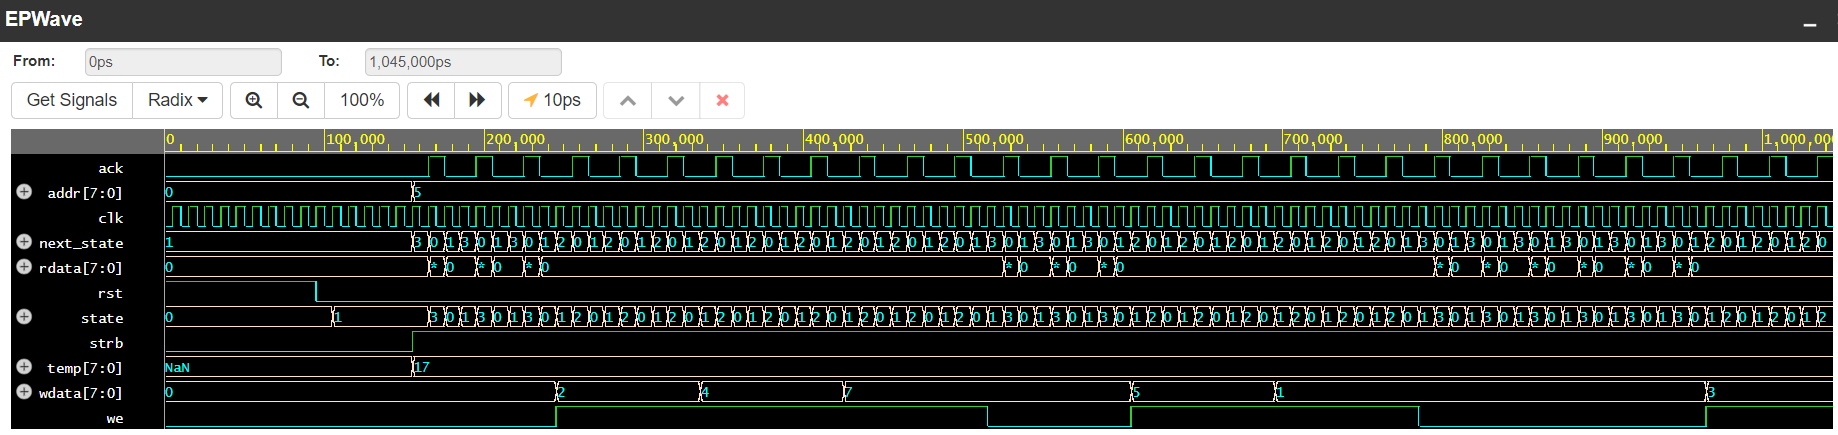 EPWave
From: 0ps To: 1,045,000ps
Get Signals Radix 100% 10ps
0 100,000 200,000 300,000 400,000 500,000 600,000 700,000 800,000 900,000 1,000,000
ack
addr[7:0] 0 5
clk
next_state 1 3 0 1 3 0 1 3 0 1 2 0 1 2 0 1 2 0 1 2 0 1 2 0 1 2 0 1 2 0 1 2 0 1 2 0 1 3 0 1 3 0 1 3 0 1 2 0 1 2 0 1 2 0 1 2 0 1 2 0 1 2 0 1 3 0 1 3 0 1 3 0 1 3 0 1 3 0 1 3 0 1 2 0 1 2 0 1 2 0
rdata[7:0] 0 * 0 * 0 * 0 * 0 * 0 * 0 * 0 * 0 * 0 * 0 * 0 * 0
rst
state 0 1 3 0 1 3 0 1 3 0 1 2 0 1 2 0 1 2 0 1 2 0 1 2 0 1 2 0 1 2 0 1 2 0 1 2 0 1 3 0 1 3 0 1 3 0 1 2 0 1 2 0 1 2 0 1 2 0 1 2 0 1 2 0 1 3 0 1 3 0 1 3 0 1 3 0 1 3 0 1 3 0 1 2 0 1 2 0 1 2
strb
temp[7:0] NaN 17
wdata[7:0] 0 2 4 7 5 1 3
we